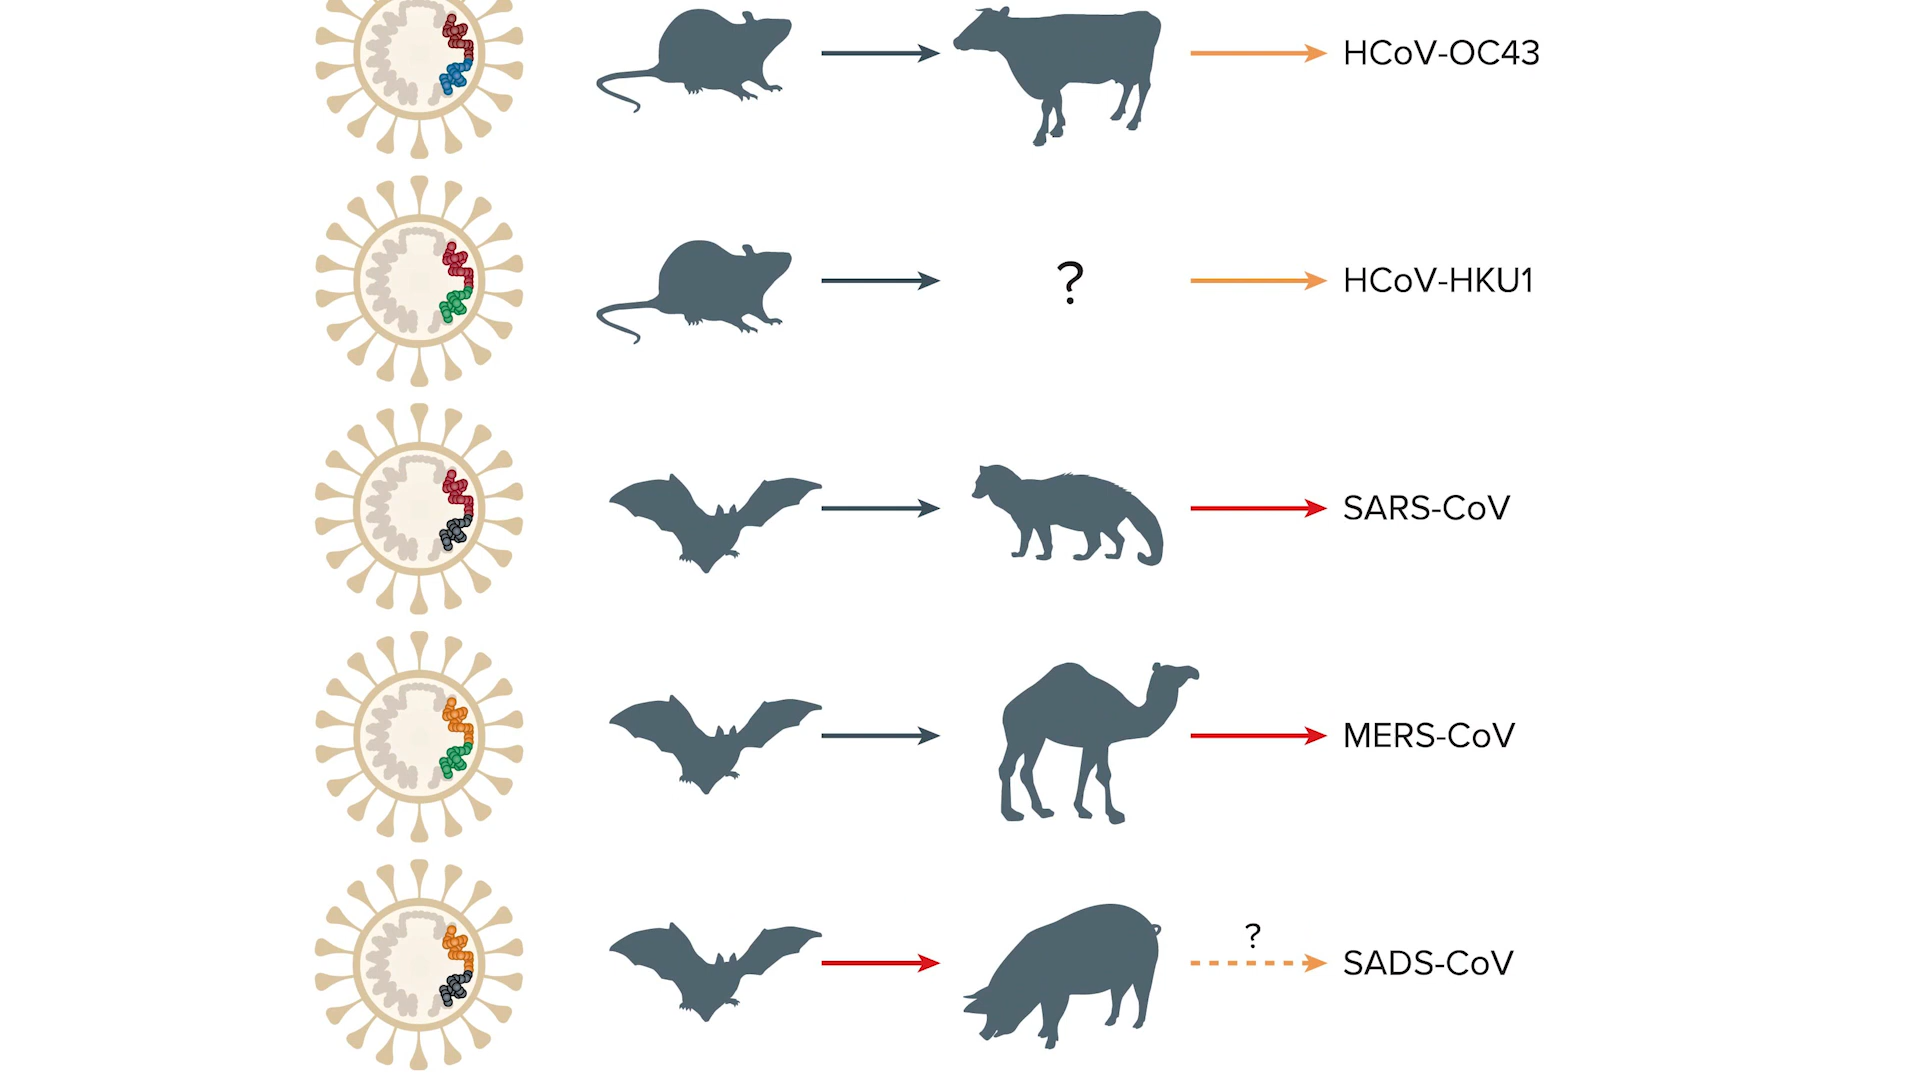 HCoV-OC43
?
HCoV-HKU1
SARS-CoV
MERS-CoV
?
SADS-CoV